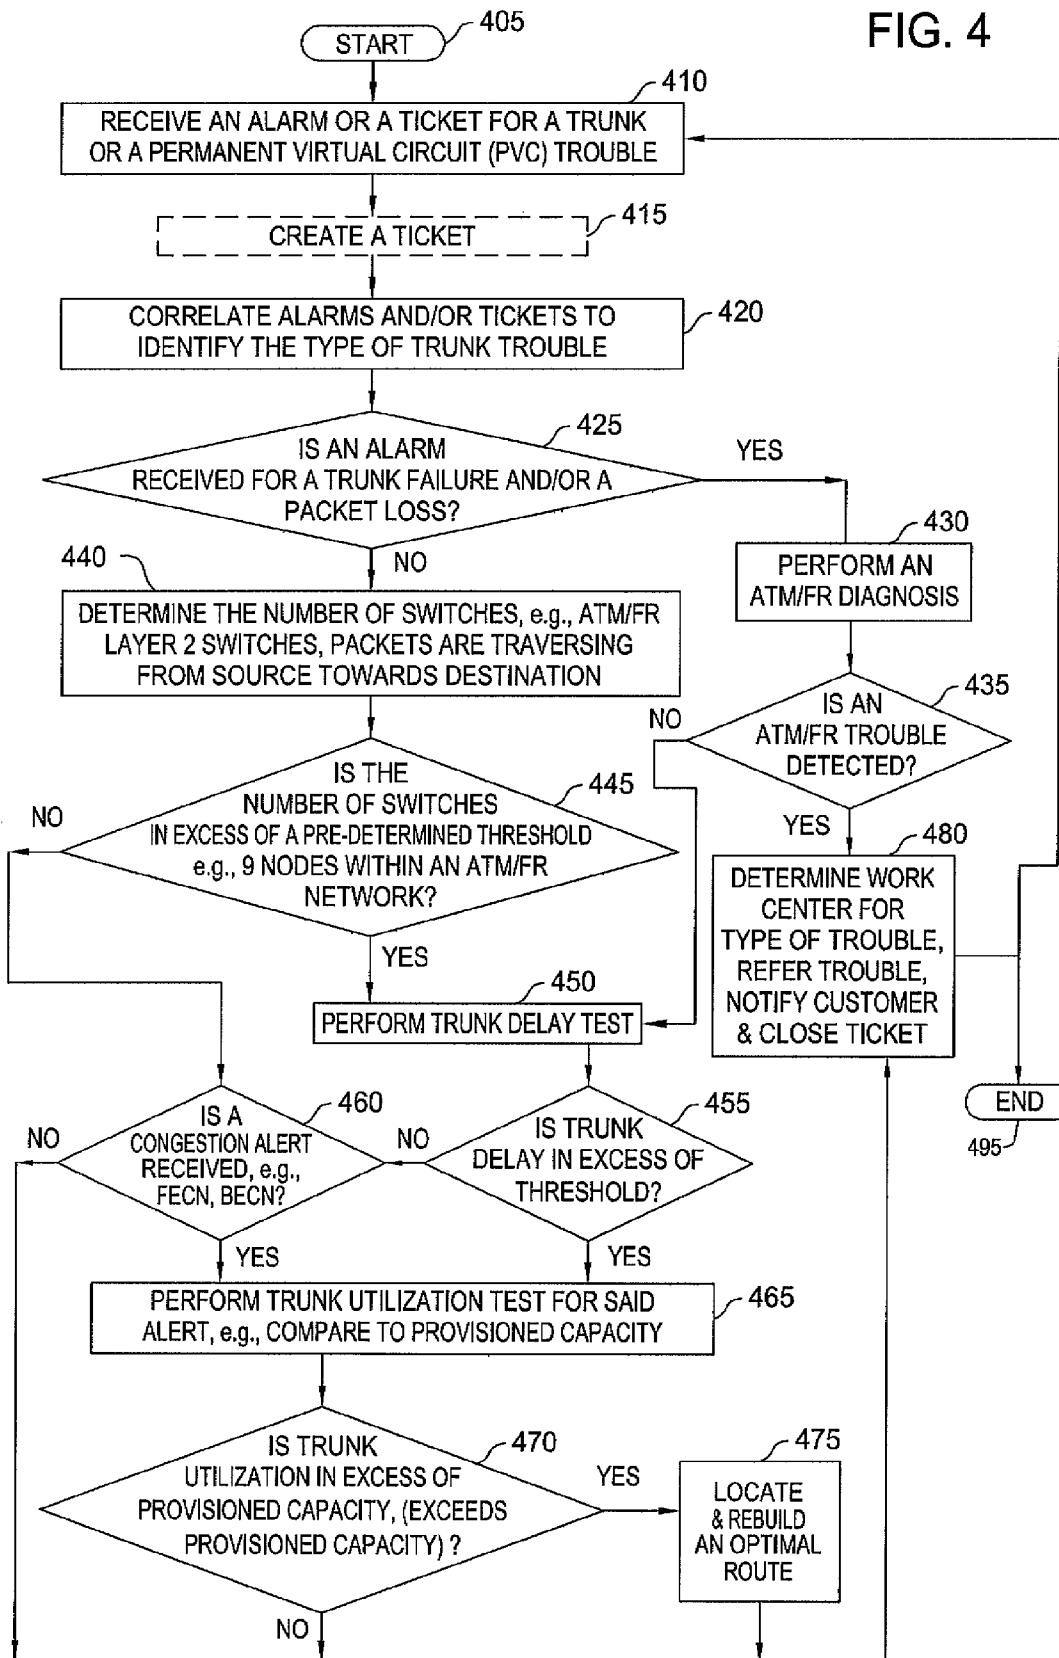 FIG. 4
START
405
410
RECEIVE AN ALARM OR A TICKET FOR A TRUNK
OR A PERMANENT VIRTUAL CIRCUIT (PVC) TROUBLE
415
CREATE A TICKET
CORRELATE ALARMS AND/OR TICKETS TO
IDENTIFY THE TYPE OF TRUNK TROUBLE
420
425
IS AN ALARM
RECEIVED FOR A TRUNK FAILURE AND/OR A
PACKET LOSS?
YES
NO
430
PERFORM AN
ATM/FR DIAGNOSIS
440
DETERMINE THE NUMBER OF SWITCHES, e.g., ATM/FR
LAYER 2 SWITCHES, PACKETS ARE TRAVERSING
FROM SOURCE TOWARDS DESTINATION
435
IS AN
ATM/FR TROUBLE
DETECTED?
NO
YES
445
IS THE
NUMBER OF SWITCHES
IN EXCESS OF A PRE-DETERMINED THRESHOLD
e.g., 9 NODES WITHIN AN ATM/FR
NETWORK?
NO
YES
480
DETERMINE WORK
CENTER FOR
TYPE OF TROUBLE,
REFER TROUBLE,
NOTIFY CUSTOMER
& CLOSE TICKET
450
PERFORM TRUNK DELAY TEST
END
495
460
IS A
CONGESTION ALERT
RECEIVED, e.g.,
FECN, BECN?
NO
YES
455
IS TRUNK
DELAY IN EXCESS OF
THRESHOLD?
NO
YES
465
PERFORM TRUNK UTILIZATION TEST FOR SAID
ALERT, e.g., COMPARE TO PROVISIONED CAPACITY
470
IS TRUNK
UTILIZATION IN EXCESS OF
PROVISIONED CAPACITY, (EXCEEDS
PROVISIONED CAPACITY) ?
YES
NO
475
LOCATE
& REBUILD
AN OPTIMAL
ROUTE